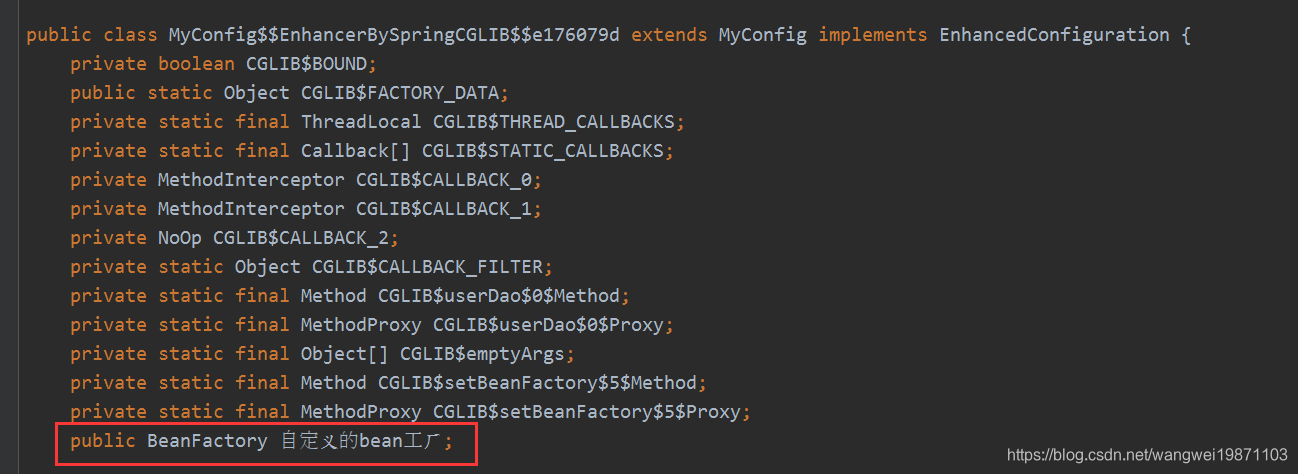 public class MyConfig$$EnhancerBySpringCGLIB$$e176079d extends MyConfig implements EnhancedConfiguration {
private boolean CGLIB$BOUND;
public static Object CGLIB$FACTORY_DATA;
private static final ThreadLocal CGLIB$THREAD_CALLBACKS;
private static final Callback[] CGLIB$STATIC_CALLBACKS;
private MethodInterceptor CGLIB$CALLBACK_0;
private MethodInterceptor CGLIB$CALLBACK_1;
private NoOp CGLIB$CALLBACK_2;
private static Object CGLIB$CALLBACK_FILTER;
private static final Method CGLIB$userDao$0$Method;
private static final MethodProxy CGLIB$userDao$0$Proxy;
private static final Object[] CGLIB$emptyArgs;
private static final Method CGLIB$setBeanFactory$5$Method;
private static final MethodProxy CGLIB$setBeanFactory$5$Proxy;
public BeanFactory 自定义的bean工厂;
https://blog.csdn.net/wangwei19871103